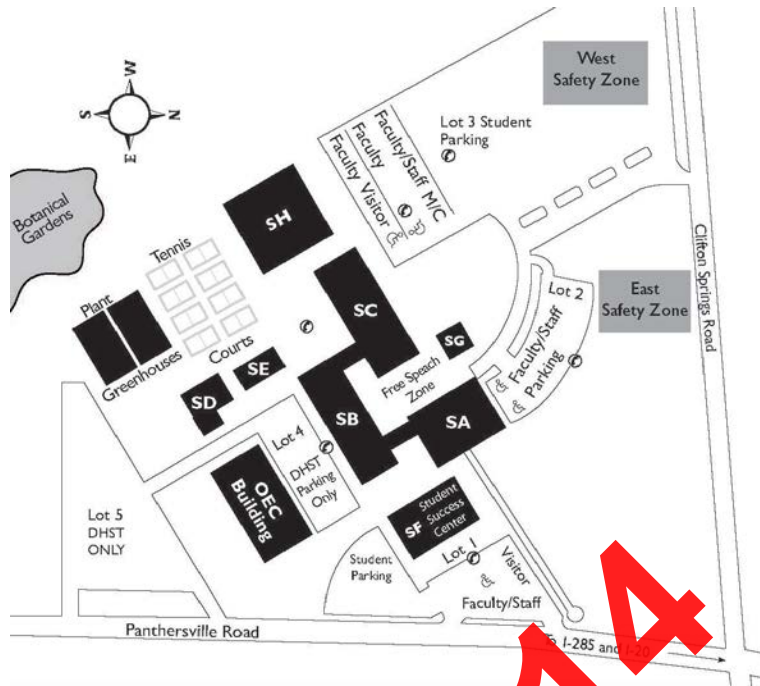 West
Safety Zone
W
S
N
E
Lot 3 Student
Parking
Faculty/Staff M/C
Faculty
Faculty Visitor
Botanical
Gardens
SH
Tennis
Clifton Springs Road
Plant
SC
Lot 2
East
Safety Zone
SG
Faculty/Staff
Parking
Courts
Greenhouses
SE
Free Speach
Zone
SD
SB
SA
Lot 4
DHST
Parking
Only
OEC
Building
SF
Student
Success
Center
Lot 5
DHST
ONLY
Lot 1
Student
Parking
Visitor
Faculty/Staff
Panthersville Road
To I-285 and I-20
14